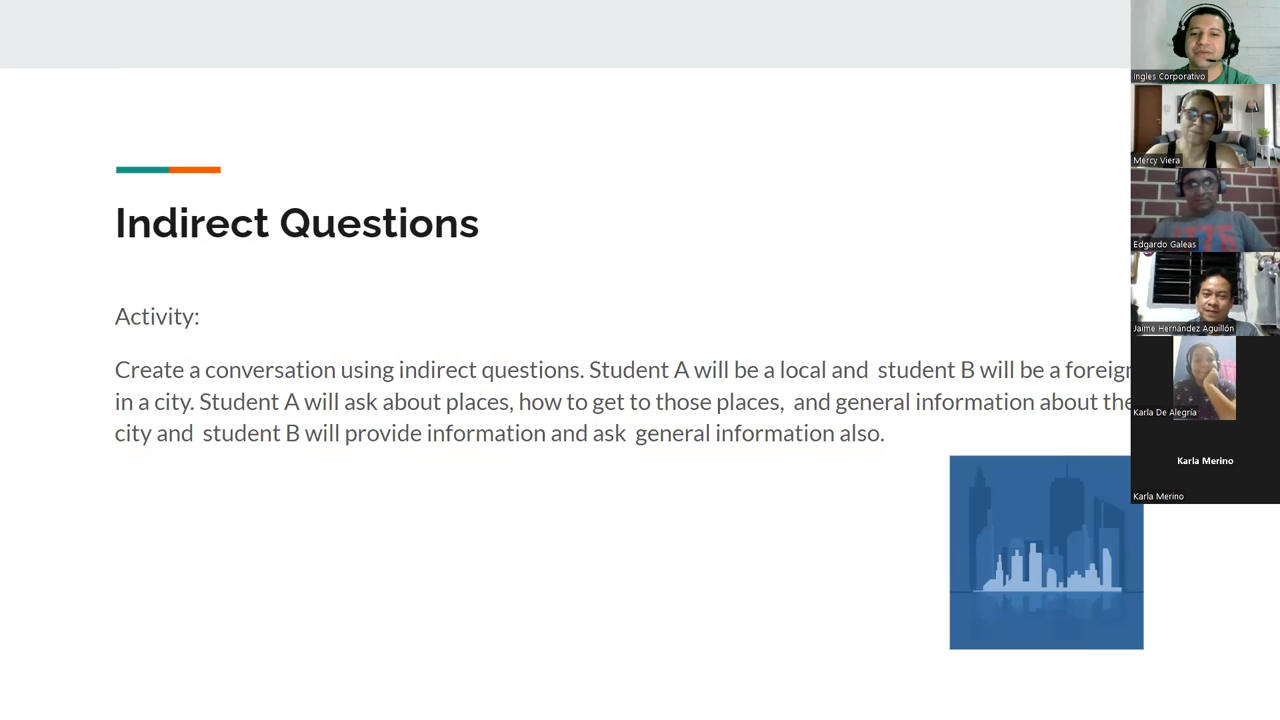 Indirect Questions
Activity:
Create a conversation using indirect questions. Student A will be a local and student B will be a foreign
in a city. Student A will ask about places, how to get to those places, and general information about the
city and student B will provide information and ask general information also.
Ingles Corporativo
Mercy Viera
Edgardo Galeas
Jaime Hernández Aguillón
Karla De Alegría
Karla Merino
Karla Merino